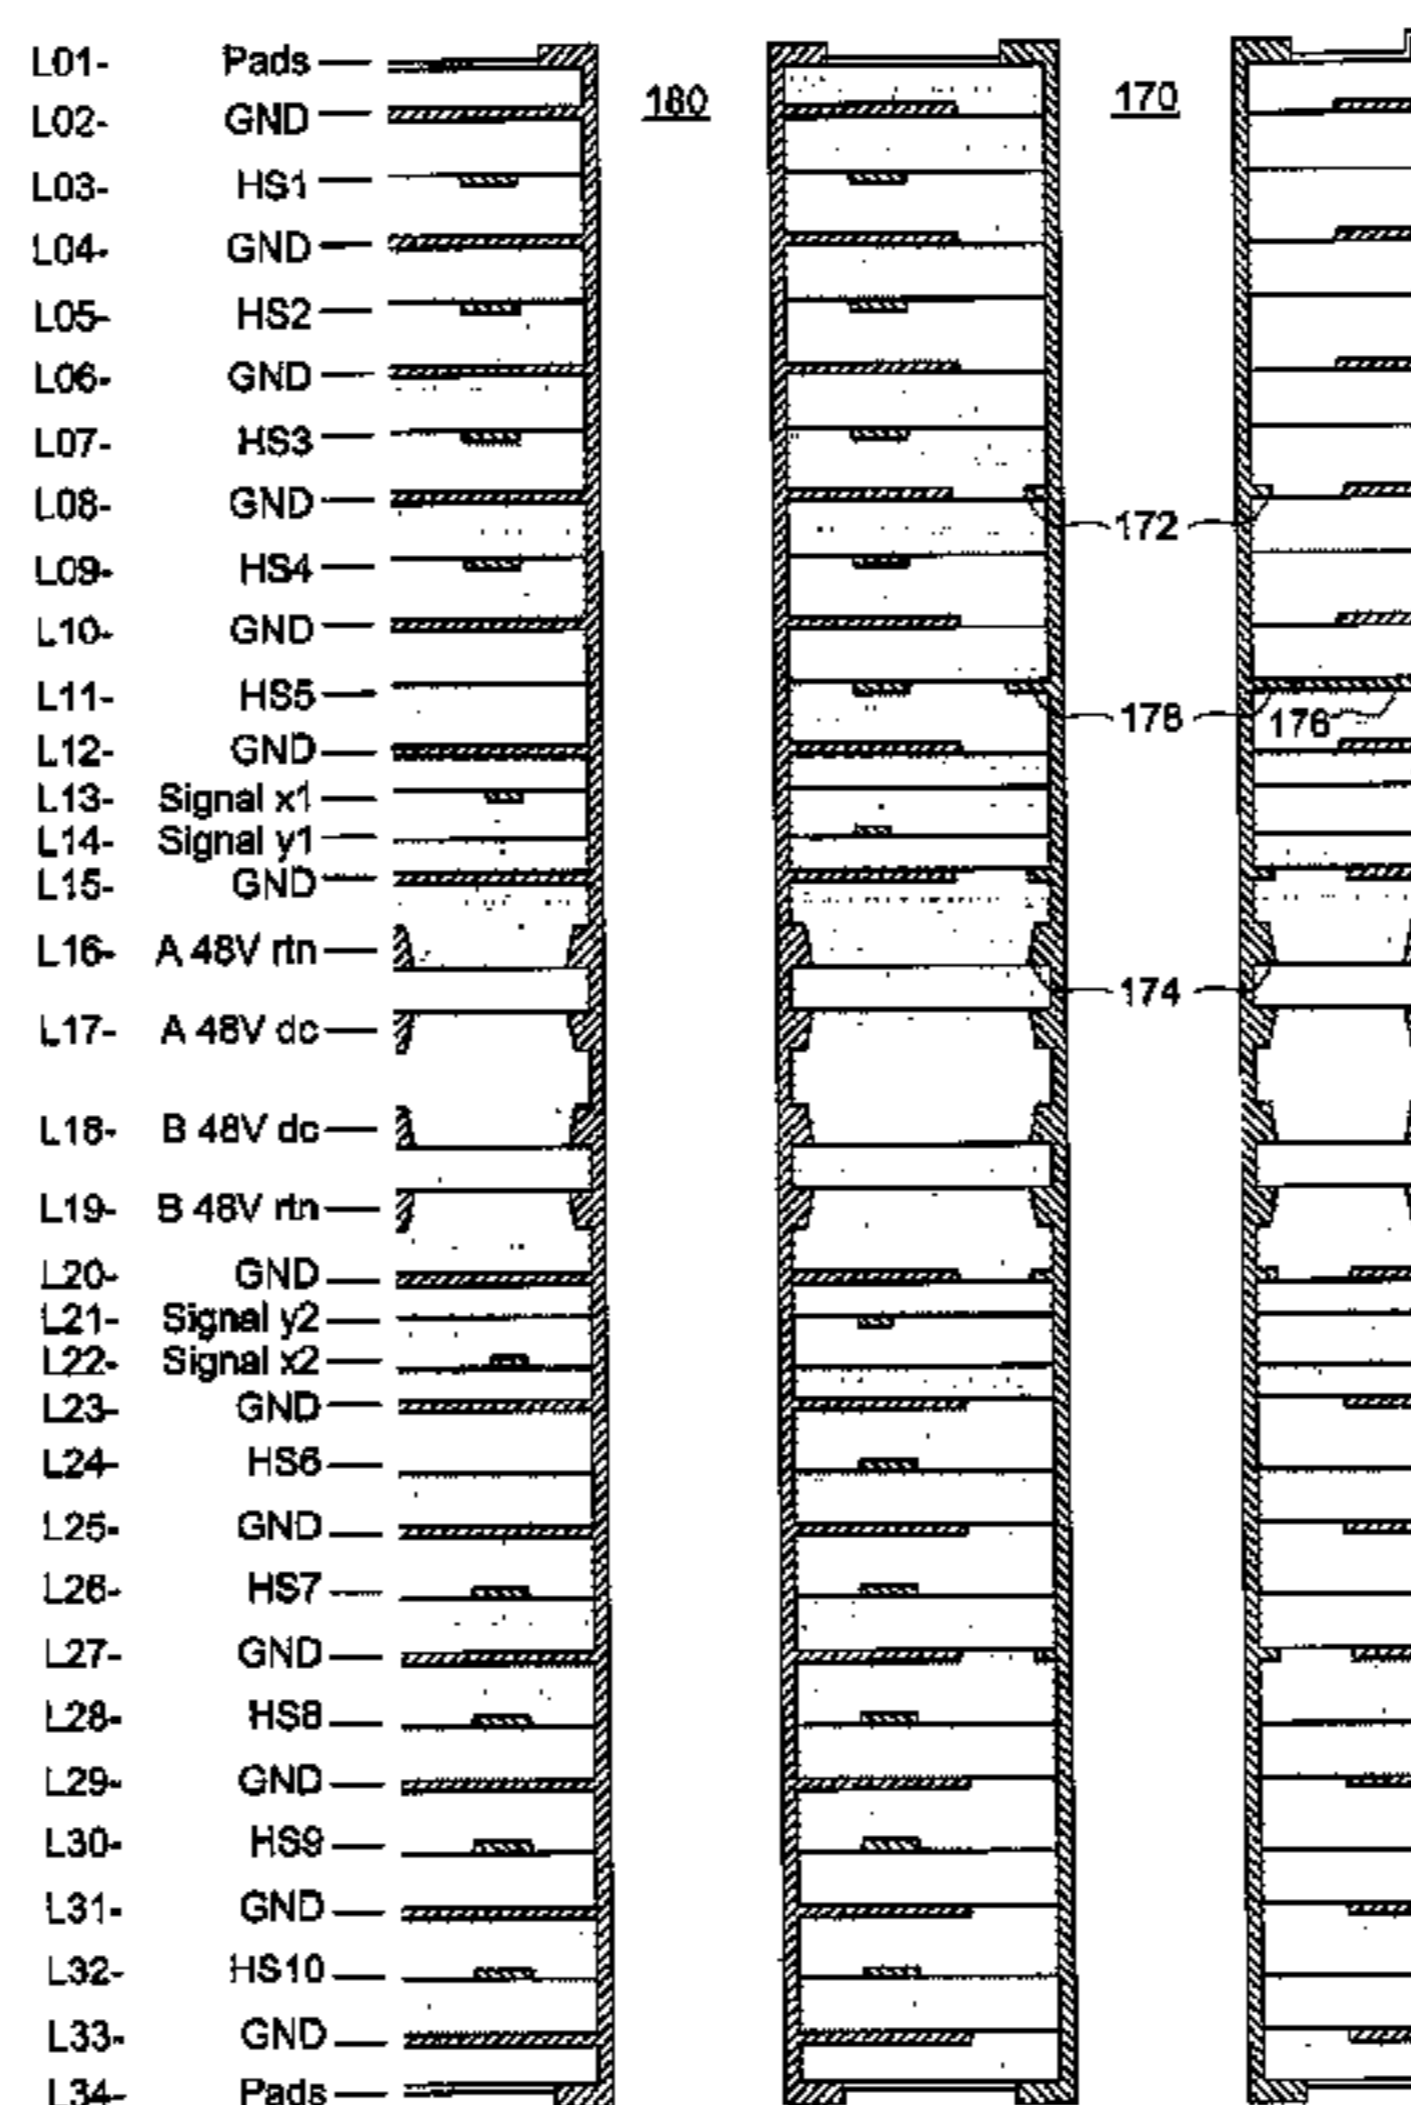 L01- Pads
180
170
L02- GND
L03- HS1
L04- GND
L05- HS2
L06- GND
L07- HS3
L08- GND
172
L09- HS4
L10- GND
L11- HS5
178
176
L12- GND
L13- Signal x1
L14- Signal y1
L15- GND
L16- A 48V rtn
174
L17- A 48V dc
L18- B 48V dc
L19- B 48V rtn
L20- GND
L21- Signal y2
L22- Signal x2
L23- GND
L24- HS6
L25- GND
L26- HS7
L27- GND
L28- HS8
L29- GND
L30- HS9
L31- GND
L32- HS10
L33- GND
L34- Pads